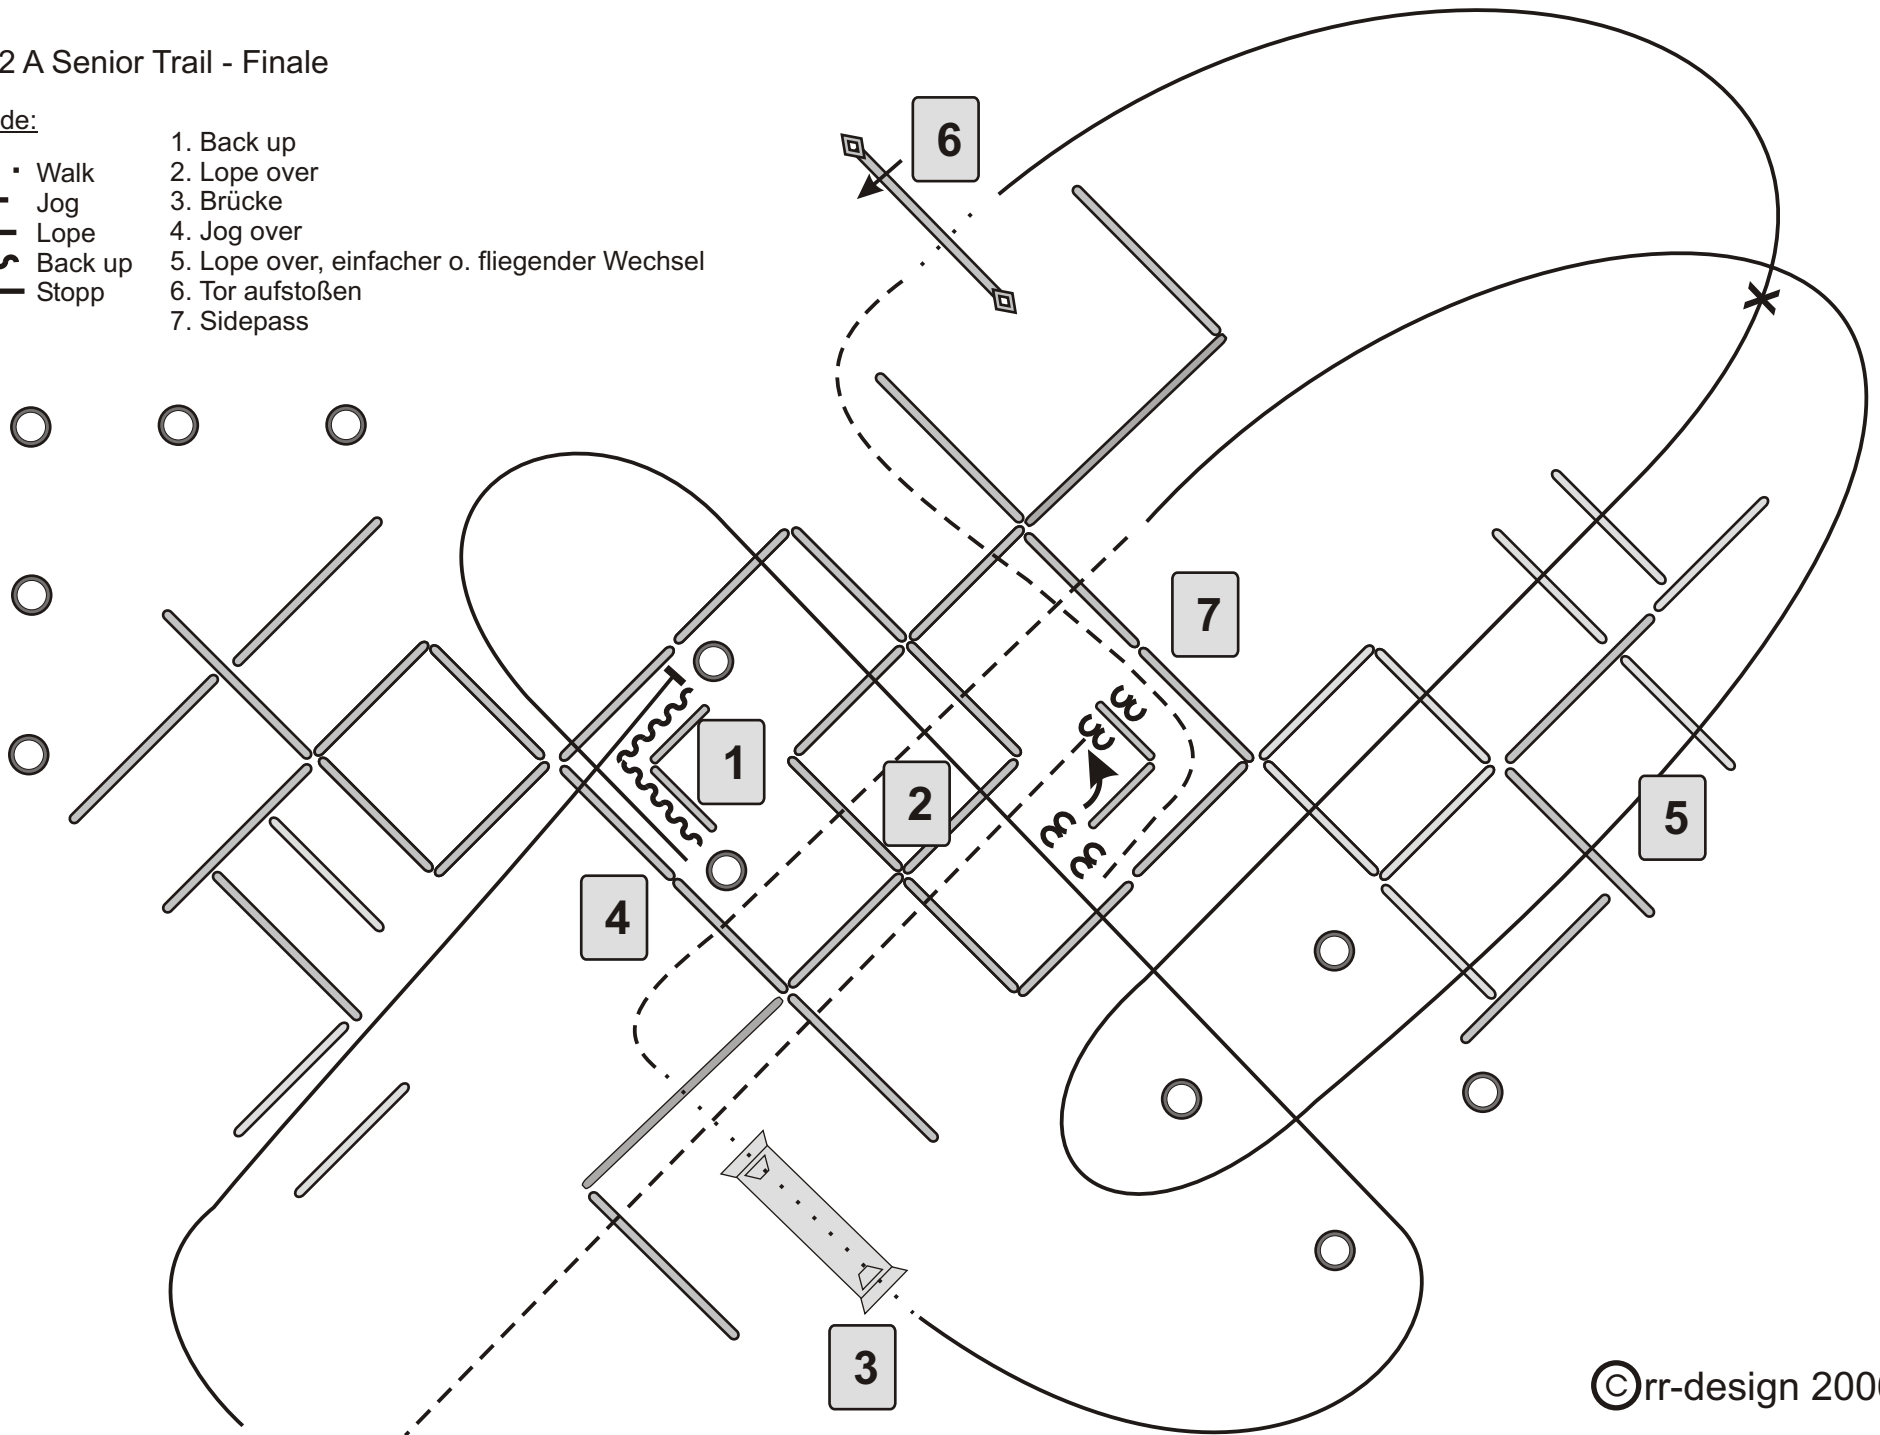 2 A Senior Trail - Finale
de:
1. Back up
Walk
2. Lope over
Jog
3. Brücke
Lope
4. Jog over
Back up
5. Lope over, einfacher o. fliegender Wechsel
Stopp
6. Tor aufstoßen
7. Sidepass
6
7
1
2
5
4
3
©rr-design 200